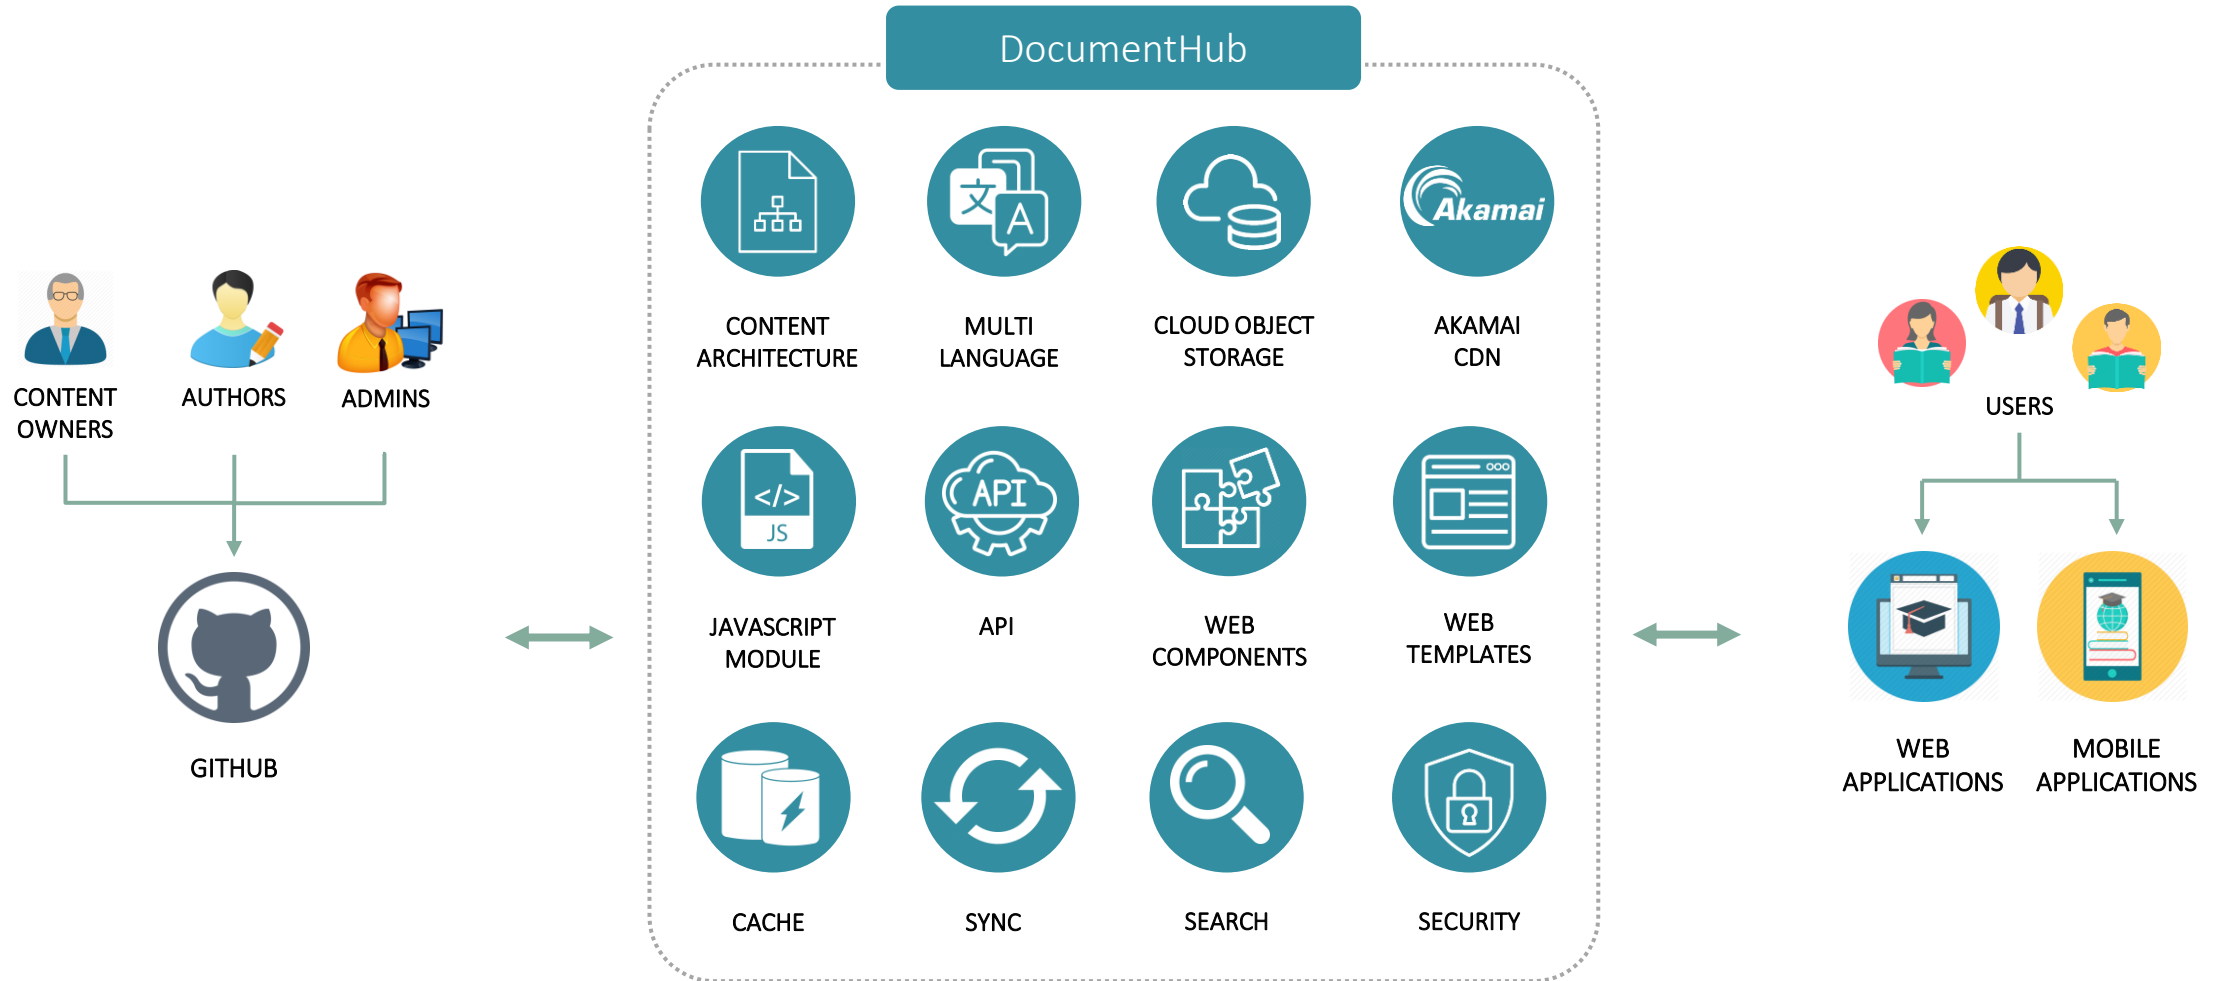 DocumentHub
文
A
Akamai
CONTENT
ARCHITECTURE
MULTI
LANGUAGE
CLOUD OBJECT
STORAGE
AKAMAI
CDN
CONTENT
OWNERS
AUTHORS
ADMINS
USERS
</>
JS
API
JAVASCRIPT
MODULE
API
WEB
COMPONENTS
WEB
TEMPLATES
GITHUB
WEB
APPLICATIONS
MOBILE
APPLICATIONS
CACHE
SYNC
SEARCH
SECURITY